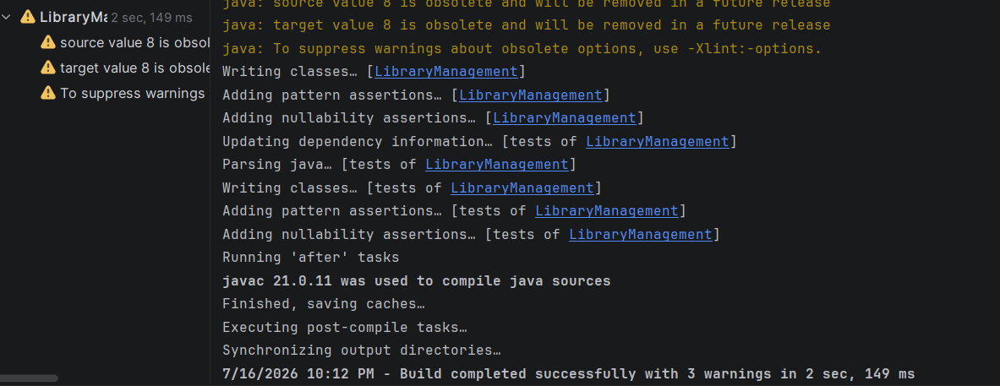 LibraryMa 2 sec, 149 ms
source value 8 is obsol
target value 8 is obsole
To suppress warnings
java: source value 8 is obsolete and will be removed in a future release
java: target value 8 is obsolete and will be removed in a future release
java: To suppress warnings about obsolete options, use -Xlint:-options.
Writing classes… [LibraryManagement]
Adding pattern assertions… [LibraryManagement]
Adding nullability assertions… [LibraryManagement]
Updating dependency information… [tests of LibraryManagement]
Parsing java… [tests of LibraryManagement]
Writing classes… [tests of LibraryManagement]
Adding pattern assertions… [tests of LibraryManagement]
Adding nullability assertions… [tests of LibraryManagement]
Running 'after' tasks
javac 21.0.11 was used to compile java sources
Finished, saving caches…
Executing post-compile tasks…
Synchronizing output directories…
7/16/2026 10:12 PM - Build completed successfully with 3 warnings in 2 sec, 149 ms